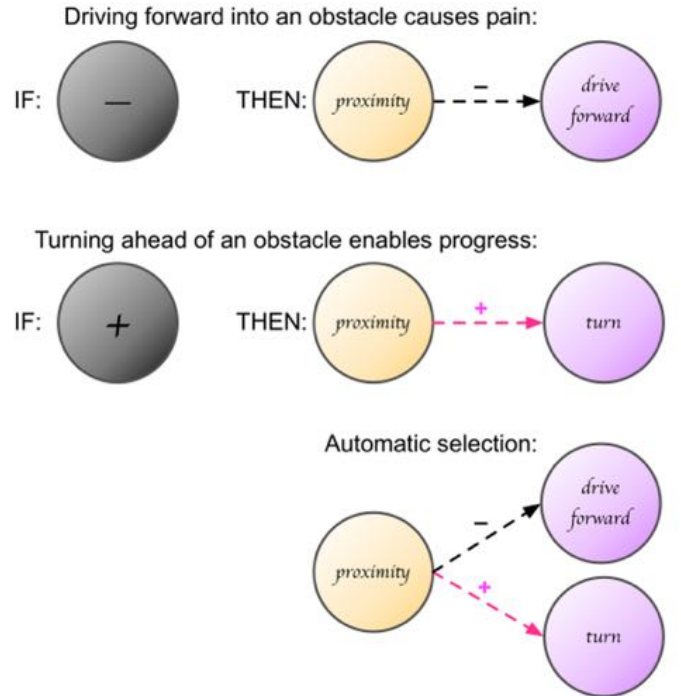 Driving forward into an obstacle causes pain:
IF: — THEN: proximity – drive
forward
Turning ahead of an obstacle enables progress:
IF: + THEN: proximity + turn
Automatic selection:
drive
forward
–
proximity
+
turn